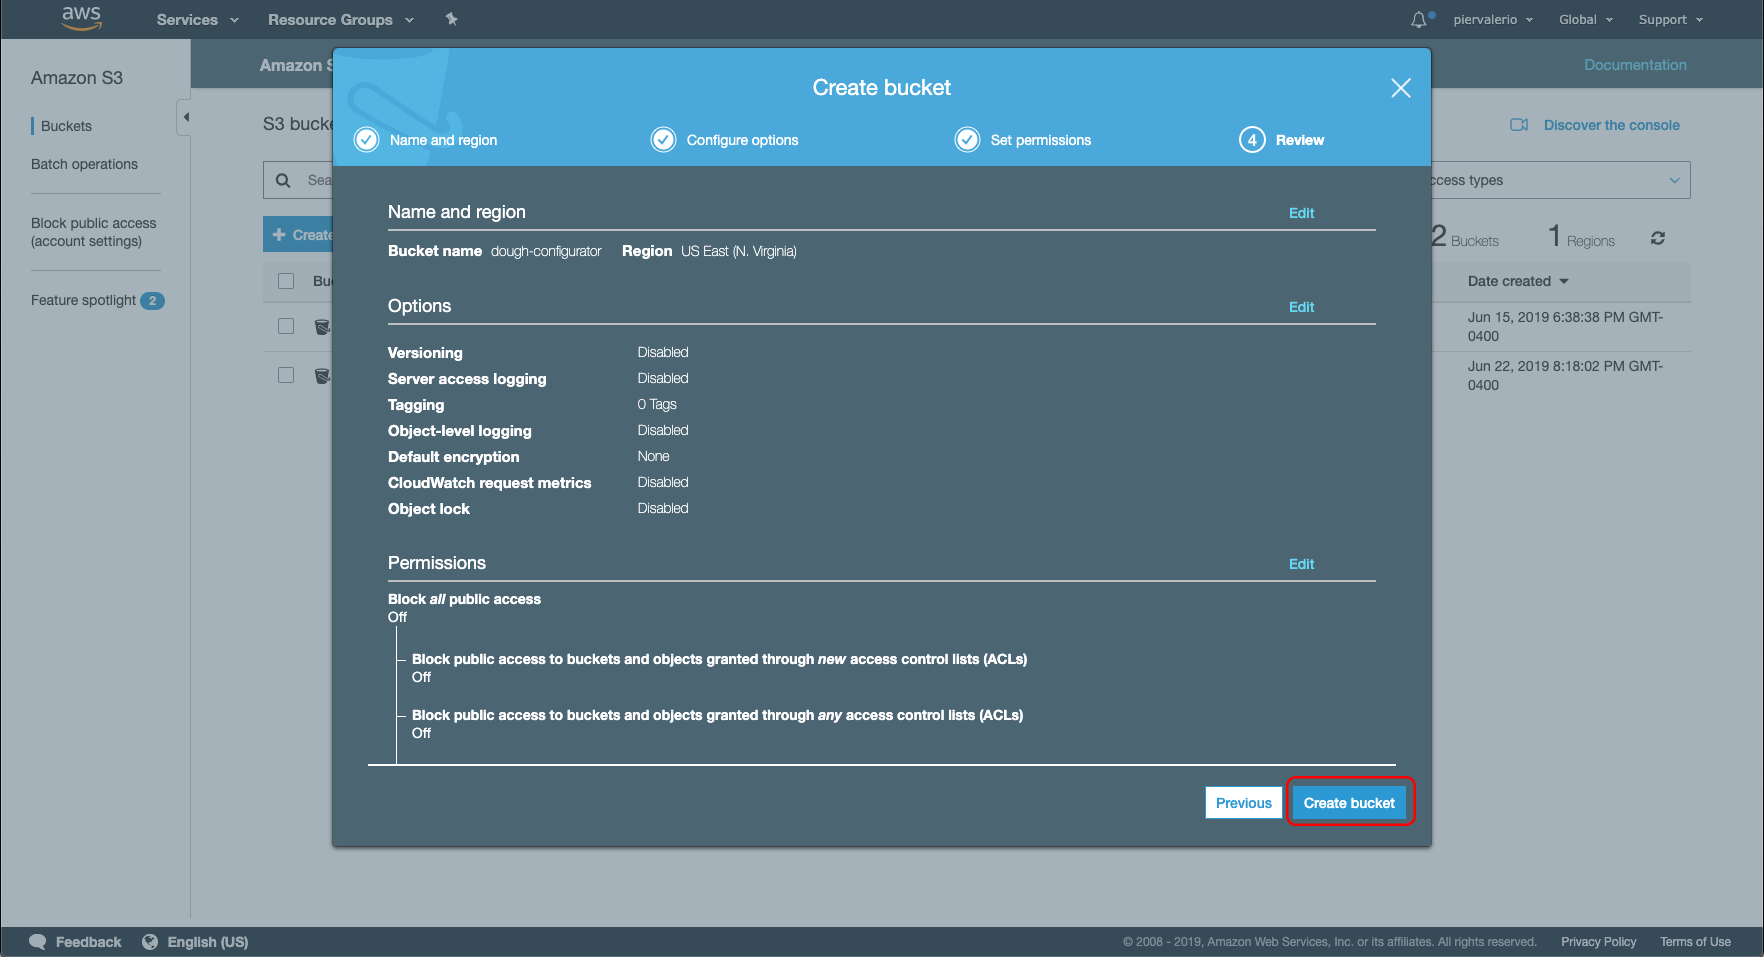 aws
Services
Resource Groups
piervalerio
Global
Support
Amazon S3
Buckets
Batch operations
Block public access
(account settings)
Feature spotlight 2
Amazon
Documentation
Discover the console
Create bucket
Name and region
Configure options
Set permissions
4 Review
Name and region
Edit
Bucket name dough-configurator Region US East (N. Virginia)
Options
Edit
Versioning Disabled
Server access logging Disabled
Tagging 0 Tags
Object-level logging Disabled
Default encryption None
CloudWatch request metrics Disabled
Object lock Disabled
Permissions
Edit
Block all public access
Off
Block public access to buckets and objects granted through new access control lists (ACLs)
Off
Block public access to buckets and objects granted through any access control lists (ACLs)
Off
Previous
Create bucket
S3 bucke
Sea
ccess types
+ Create
2 Buckets
1 Regions
Bu
Date created
Jun 15, 2019 6:38:38 PM GMT-
0400
Jun 22, 2019 8:18:02 PM GMT-
0400
Feedback
English (US)
© 2008 - 2019, Amazon Web Services, Inc. or its affiliates. All rights reserved.
Privacy Policy
Terms of Use